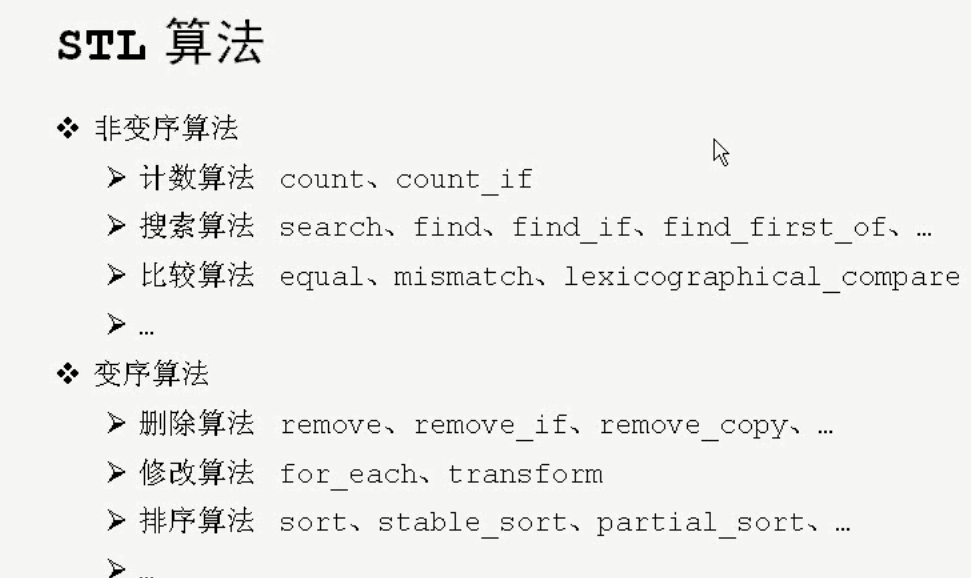 STL 算法
❖ 非变序算法
➢ 计数算法 count、count_if
➢ 搜索算法 search、find、find_if、find_first_of、…
➢ 比较算法 equal、mismatch、lexicographical_compare
➢ …
❖ 变序算法
➢ 删除算法 remove、remove_if、remove_copy、…
➢ 修改算法 for_each、transform
➢ 排序算法 sort、stable_sort、partial_sort、…
➢ …